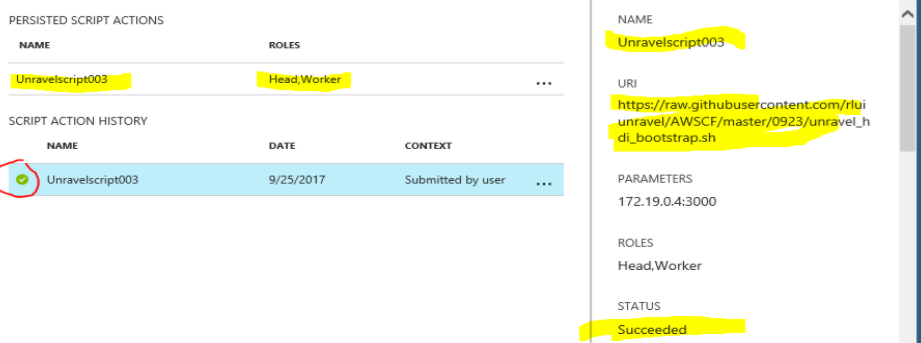 PERSISTED SCRIPT ACTIONS
NAME ROLES
Unravelscript003 Head,Worker ...
SCRIPT ACTION HISTORY
NAME DATE CONTEXT
Unravelscript003 9/25/2017 Submitted by user ...
NAME
Unravelscript003
URI
https://raw.githubusercontent.com/rlui
unravel/AWSCF/master/0923/unravel_h
di_bootstrap.sh
PARAMETERS
172.19.0.4:3000
ROLES
Head,Worker
STATUS
Succeeded